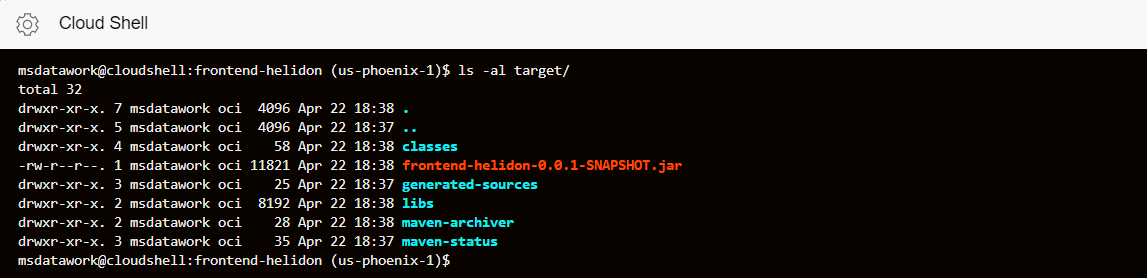 Cloud Shell
msdatawork@cloudshell:frontend-helidon (us-phoenix-1)$ ls -al target/
total 32
drwxr-xr-x. 7 msdatawork oci  4096 Apr 22 18:38 .
drwxr-xr-x. 5 msdatawork oci  4096 Apr 22 18:37 ..
drwxr-xr-x. 4 msdatawork oci    58 Apr 22 18:38 classes
-rw-r--r--. 1 msdatawork oci 11821 Apr 22 18:38 frontend-helidon-0.0.1-SNAPSHOT.jar
drwxr-xr-x. 3 msdatawork oci    25 Apr 22 18:37 generated-sources
drwxr-xr-x. 2 msdatawork oci  8192 Apr 22 18:38 libs
drwxr-xr-x. 2 msdatawork oci    28 Apr 22 18:38 maven-archiver
drwxr-xr-x. 3 msdatawork oci    35 Apr 22 18:37 maven-status
msdatawork@cloudshell:frontend-helidon (us-phoenix-1)$